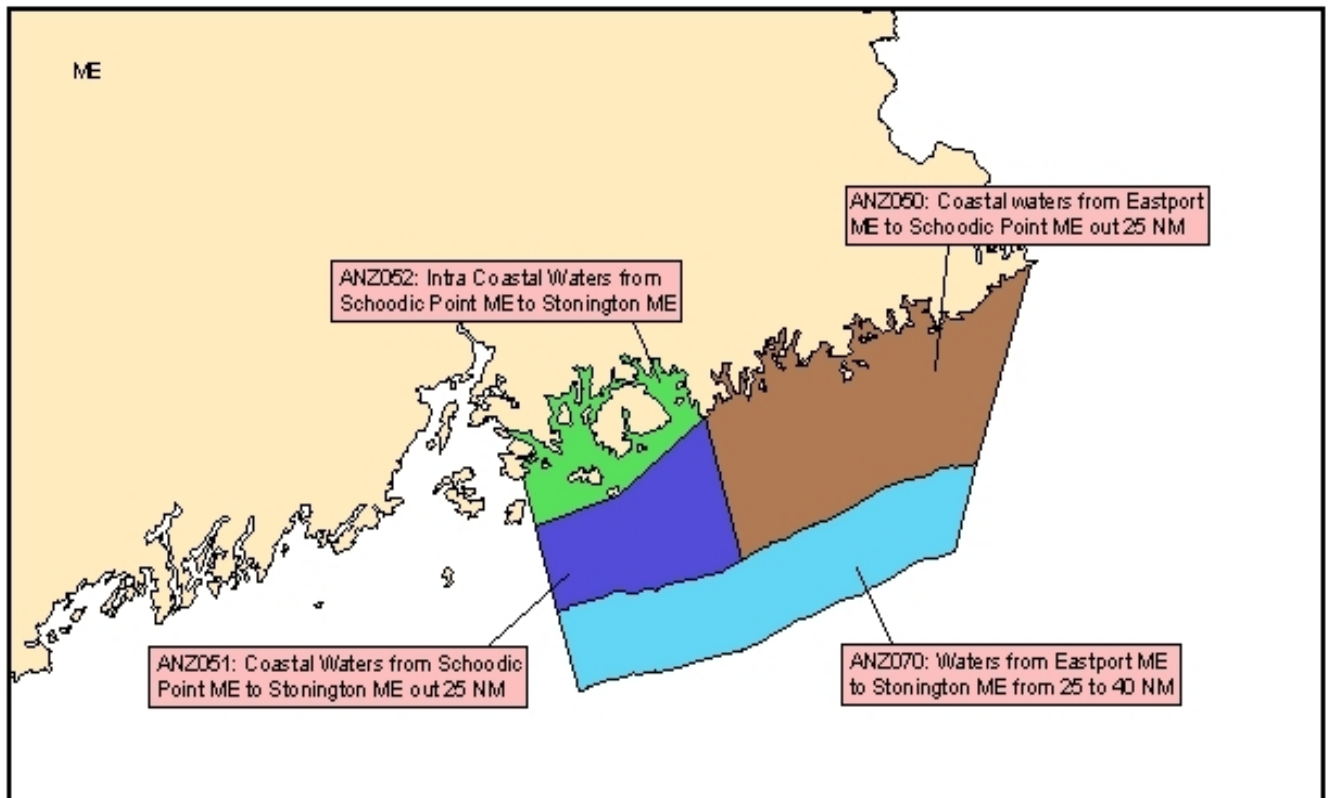 ME
ANZ050: Coastal waters from Eastport
ME to Schoodic Point ME out 25 NM
ANZ052: Intra Coastal Waters from
Schoodic Point ME to Stonington ME
ANZ051: Coastal Waters from Schoodic
Point ME to Stonington ME out 25 NM
ANZ070: Waters from Eastport ME
to Stonington ME from 25 to 40 NM